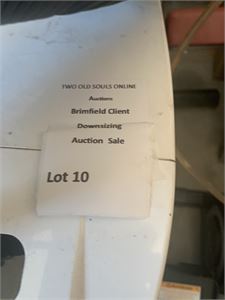 TWO OLD SOULS ONLINE
Auctions
Brimfield Client
Downsizing
Auction Sale
Lot 10